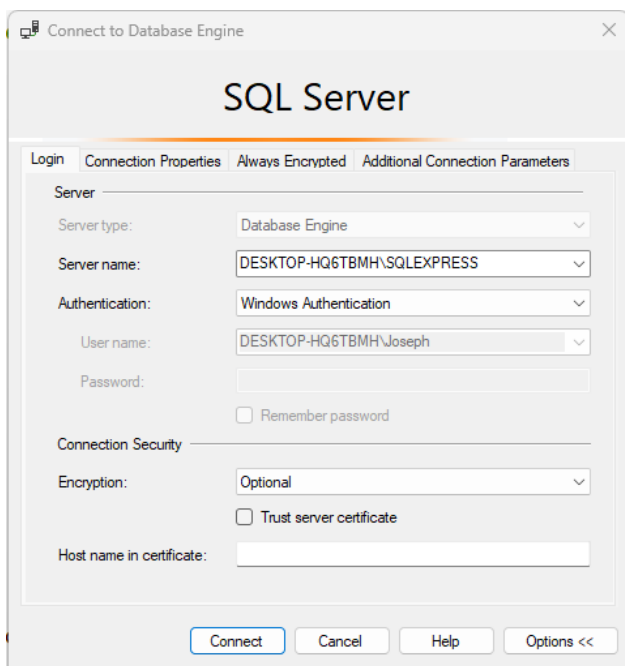 Connect to Database Engine
SQL Server
Login Connection Properties Always Encrypted Additional Connection Parameters
Server
Server type: Database Engine
Server name: DESKTOP-HQ6TBMH\SQLEXPRESS
Authentication: Windows Authentication
User name: DESKTOP-HQ6TBMH\Joseph
Password:
Remember password
Connection Security
Encryption: Optional
Trust server certificate
Host name in certificate:
Connect Cancel Help Options <<